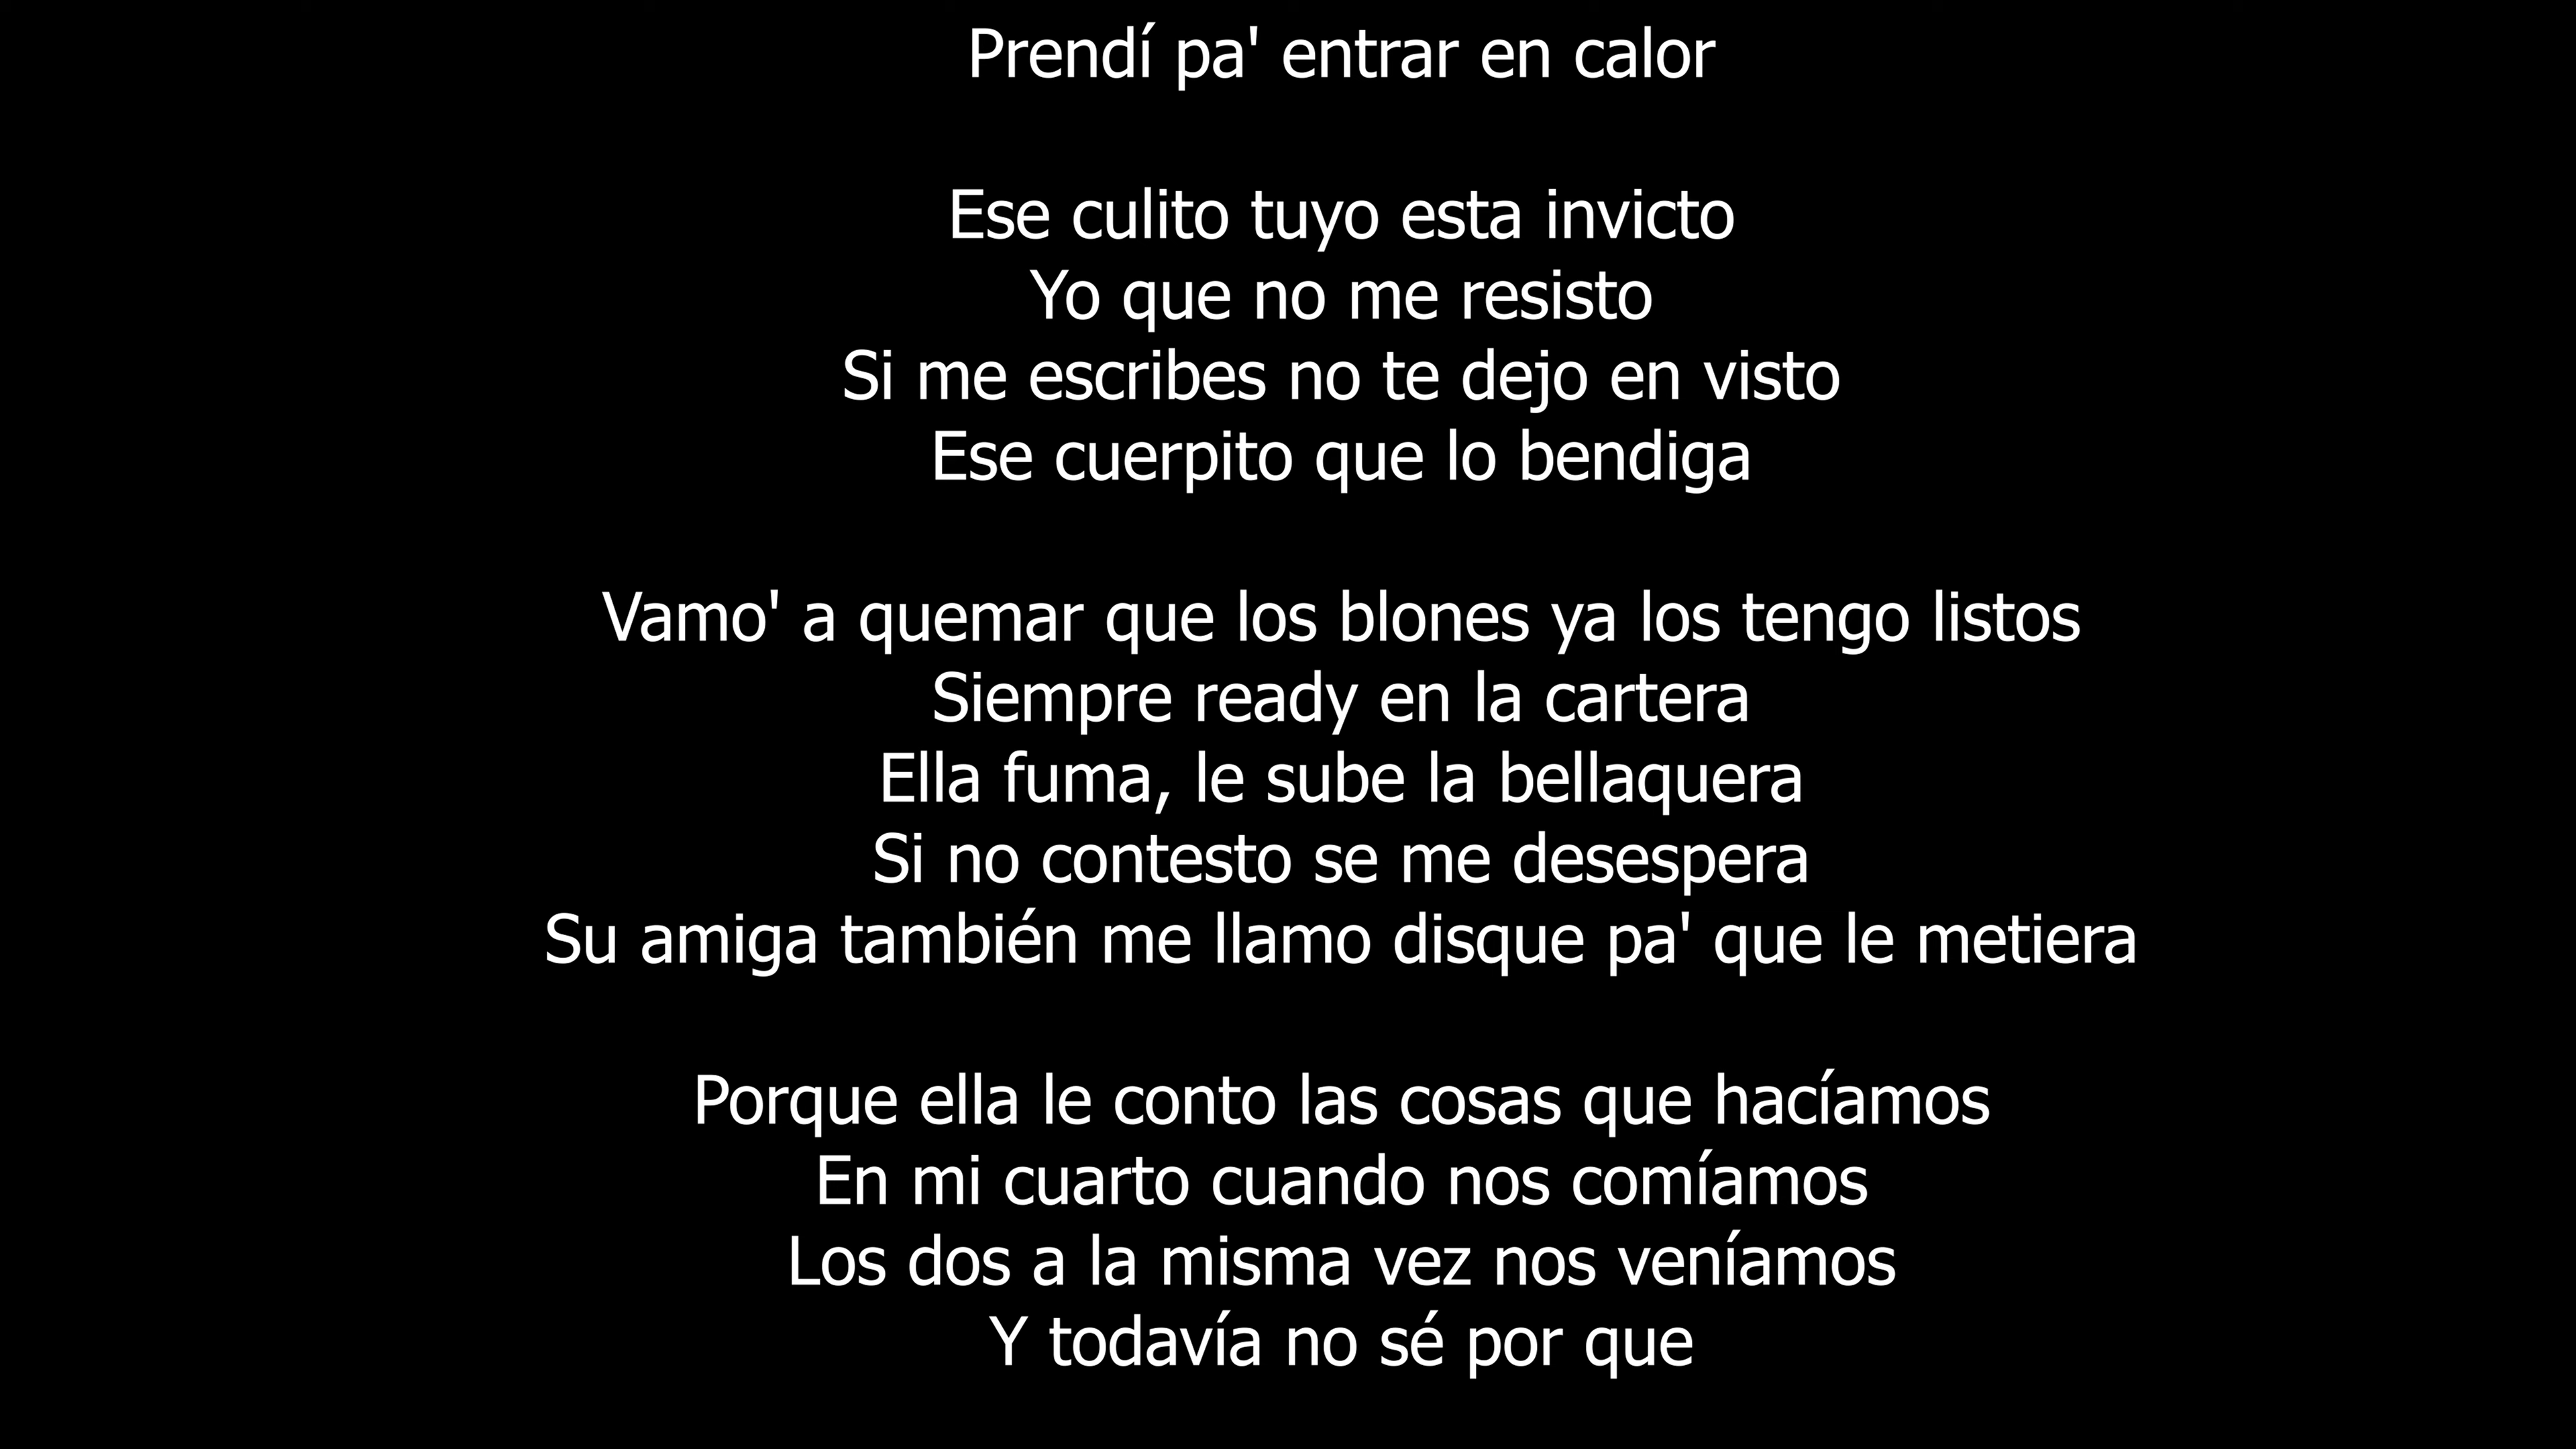 Prendí pa' entrar en calor
Ese culito tuyo esta invicto
Yo que no me resisto
Si me escribes no te dejo en visto
Ese cuerpito que lo bendiga
Vamo' a quemar que los blones ya los tengo listos
Siempre ready en la cartera
Ella fuma, le sube la bellaquera
Si no contesto se me desespera
Su amiga también me llamo disque pa' que le metiera
Porque ella le conto las cosas que hacíamos
En mi cuarto cuando nos comíamos
Los dos a la misma vez nos veníamos
Y todavía no sé por que